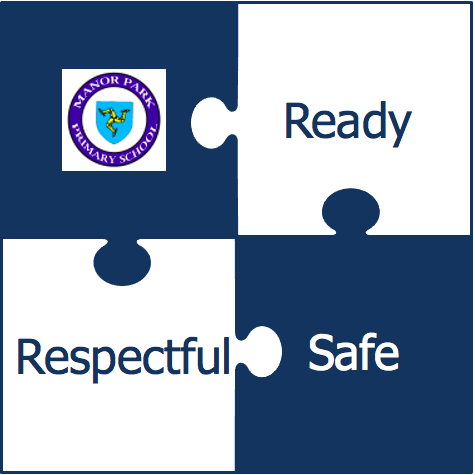 MANOR PARK
PRIMARY SCHOOL
Ready
Respectful
Safe